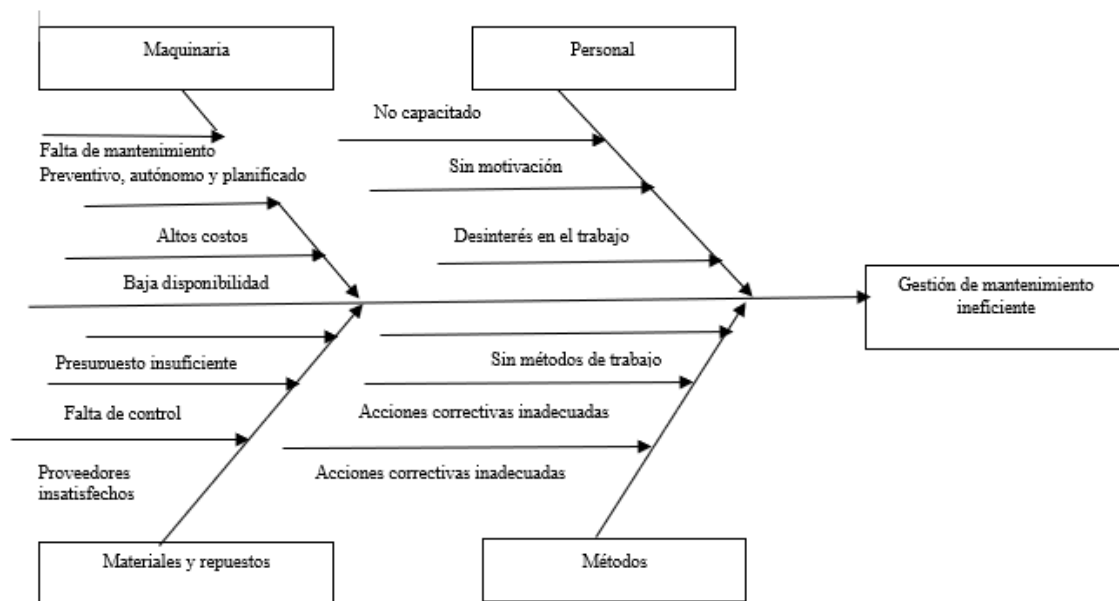 Maquinaria
Personal
No capacitado
Falta de mantenimiento
Preventivo, autónomo y planificado
Sin motivación
Altos costos
Desinterés en el trabajo
Baja disponibilidad
Gestión de mantenimiento
ineficiente
Presupuesto insuficiente
Sin métodos de trabajo
Falta de control
Acciones correctivas inadecuadas
Proveedores
insatisfechos
Acciones correctivas inadecuadas
Materiales y repuestos
Métodos